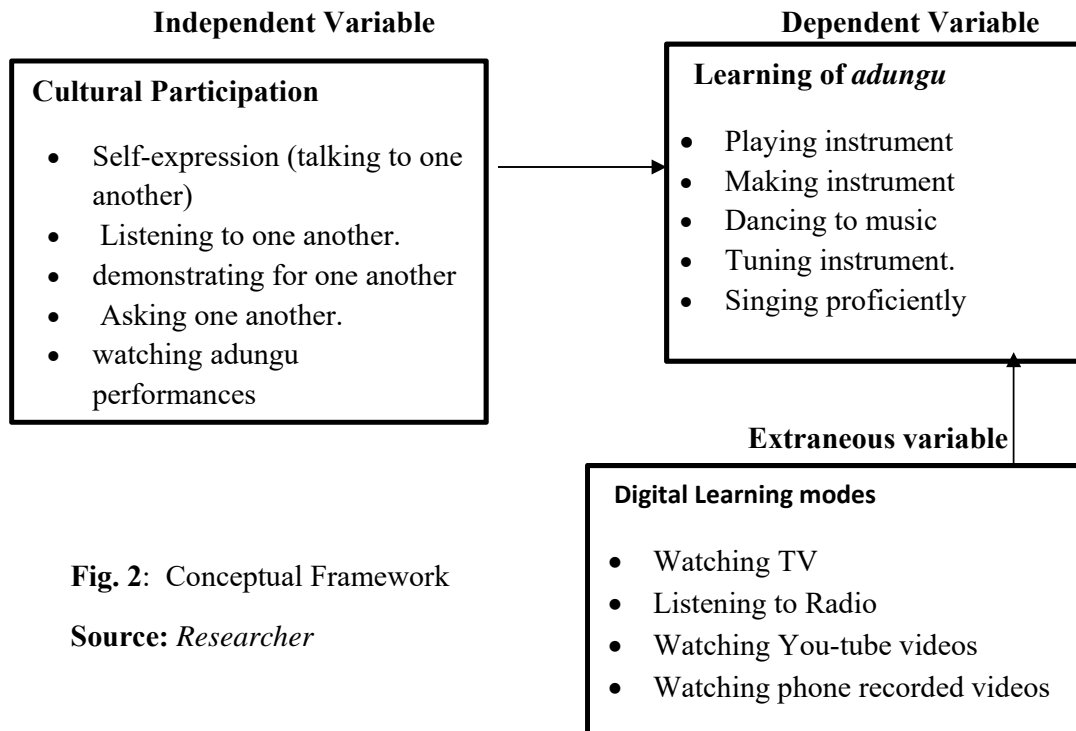 Independent Variable
Cultural Participation
• Self-expression (talking to one
another)
• Listening to one another.
• demonstrating for one another
• Asking one another.
• watching adungu
performances
Dependent Variable
Learning of adungu
• Playing instrument
• Making instrument
• Dancing to music
• Tuning instrument.
• Singing proficiently
Extraneous variable
Digital Learning modes
• Watching TV
• Listening to Radio
• Watching You-tube videos
• Watching phone recorded videos
Fig. 2: Conceptual Framework
Source: Researcher